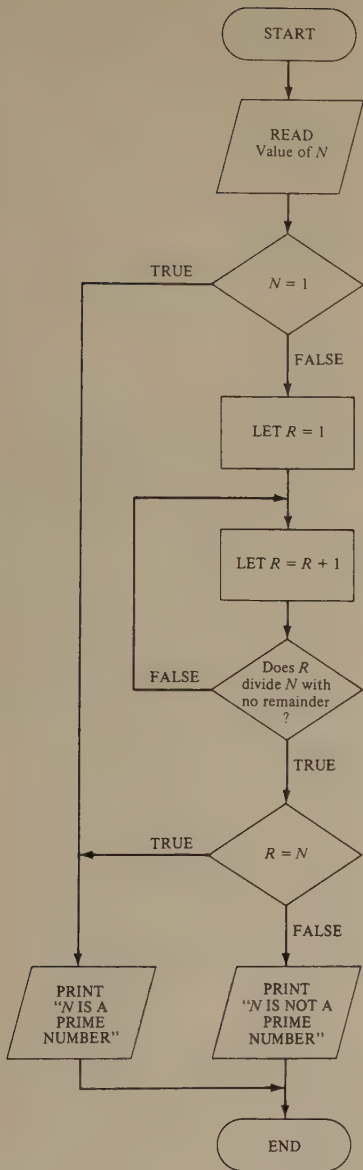 START
READ
Value of N
TRUE
N = 1
FALSE
LET R = 1
LET R = R + 1
FALSE
Does R
divide N with
no remainder
?
TRUE
TRUE
R = N
FALSE
PRINT
"N IS A
PRIME
NUMBER"
PRINT
"N IS NOT A
PRIME
NUMBER"
END